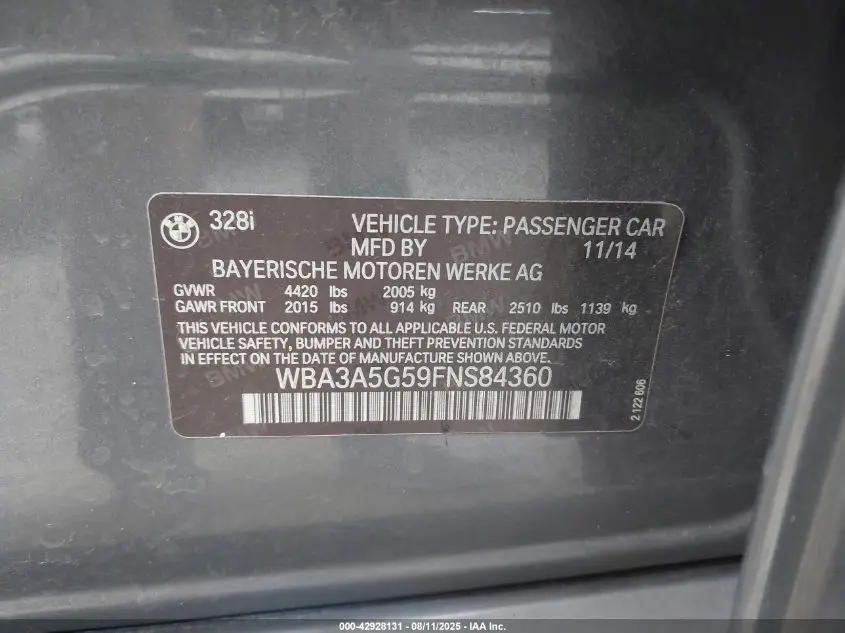 328i VEHICLE TYPE: PASSENGER CAR
MFD BY 11/14
BAYERISCHE MOTOREN WERKE AG
GVWR 4420 lbs 2005 kg
GAWR FRONT 2015 lbs 914 kg REAR 2510 lbs 1139 kg
THIS VEHICLE CONFORMS TO ALL APPLICABLE U.S. FEDERAL MOTOR
VEHICLE SAFETY, BUMPER AND THEFT PREVENTION STANDARDS
IN EFFECT ON THE DATE OF MANUFACTURE SHOWN ABOVE.
WBA3A5G59FNS84360
2 122 606
000-42928131 - 08/11/2025 - IAA Inc.